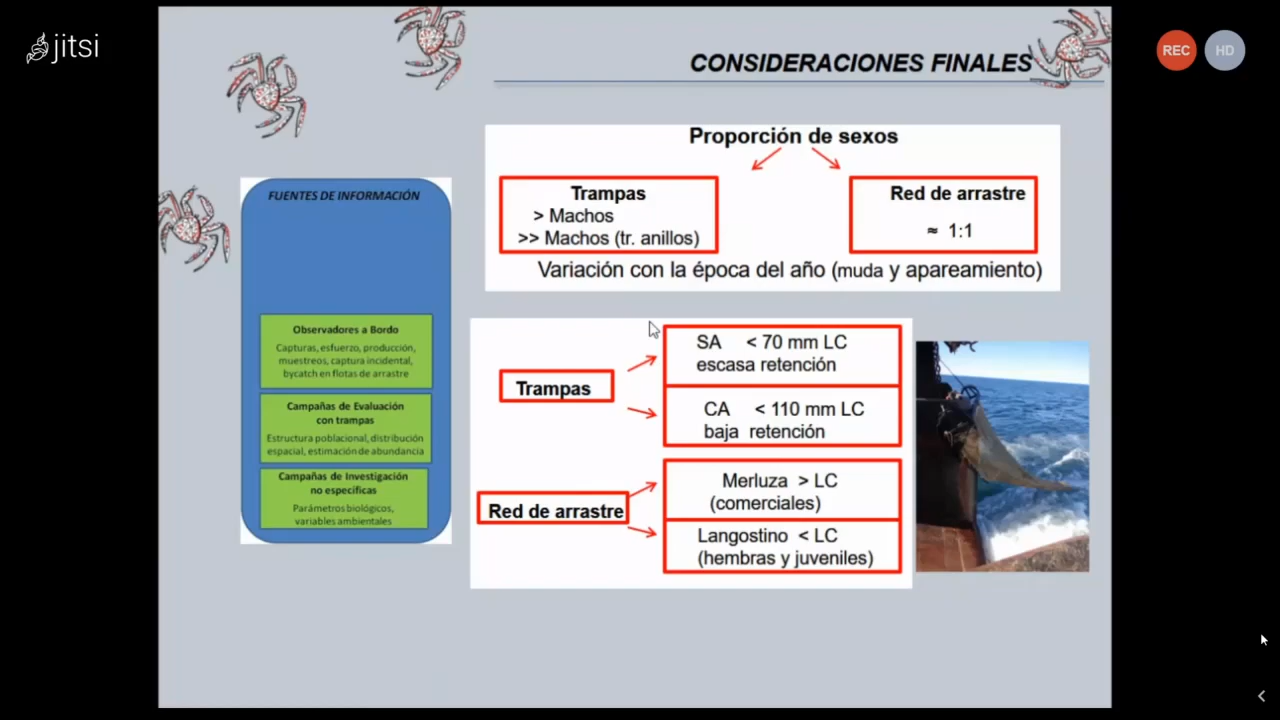 jitsi
REC
HD
CONSIDERACIONES FINALES
FUENTES DE INFORMACIÓN
Observadores a Bordo
Capturas, esfuerzo, producción,
muestreos, captura incidental,
bycatch en flotas de arrastre
Campañas de Evaluación
con trampas
Estructura poblacional, distribución
espacial, estimación de abundancia
Campañas de Investigación
no específicas
Parámetros biológicos,
variables ambientales
Proporción de sexos
Trampas
> Machos
>> Machos (tr. anillos)
Red de arrastre
≈ 1:1
Variación con la época del año (muda y apareamiento)
Trampas
SA < 70 mm LC
escasa retención
CA < 110 mm LC
baja retención
Red de arrastre
Merluza > LC
(comerciales)
Langostino < LC
(hembras y juveniles)